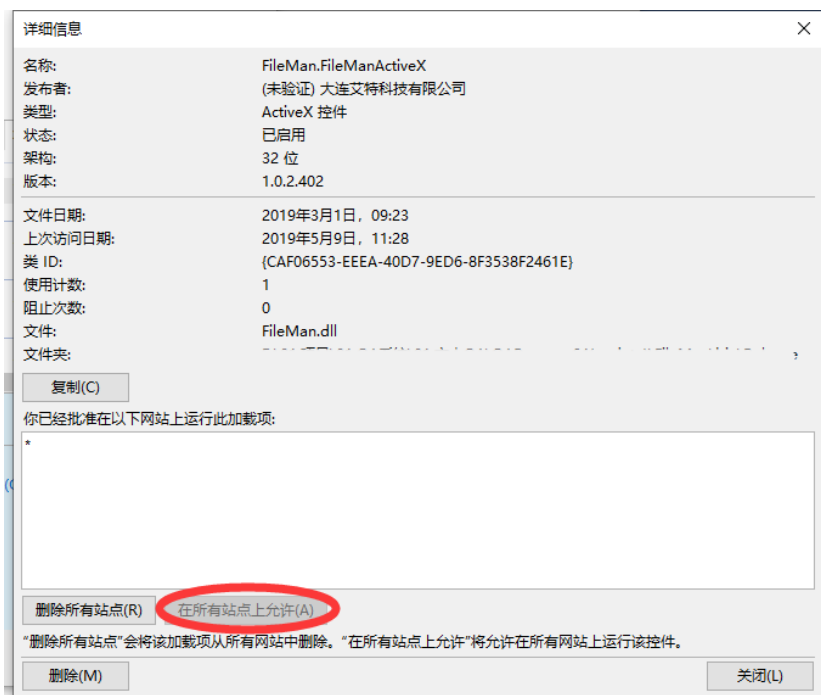 详细信息
名称: FileMan.FileManActiveX
发布者: (未验证) 大连艾特科技有限公司
类型: ActiveX 控件
状态: 已启用
架构: 32 位
版本: 1.0.2.402
文件日期: 2019年3月1日，09:23
上次访问日期: 2019年5月9日，11:28
类 ID: {CAF06553-EEEA-40D7-9ED6-8F3538F2461E}
使用计数: 1
阻止次数: 0
文件: FileMan.dll
文件夹:
复制(C)
你已经批准在以下网站上运行此加载项:
*
删除所有站点(R) 在所有站点上允许(A)
“删除所有站点”会将该加载项从所有网站中删除。“在所有站点上允许”将允许在所有网站上运行该控件。
删除(M) 关闭(L)